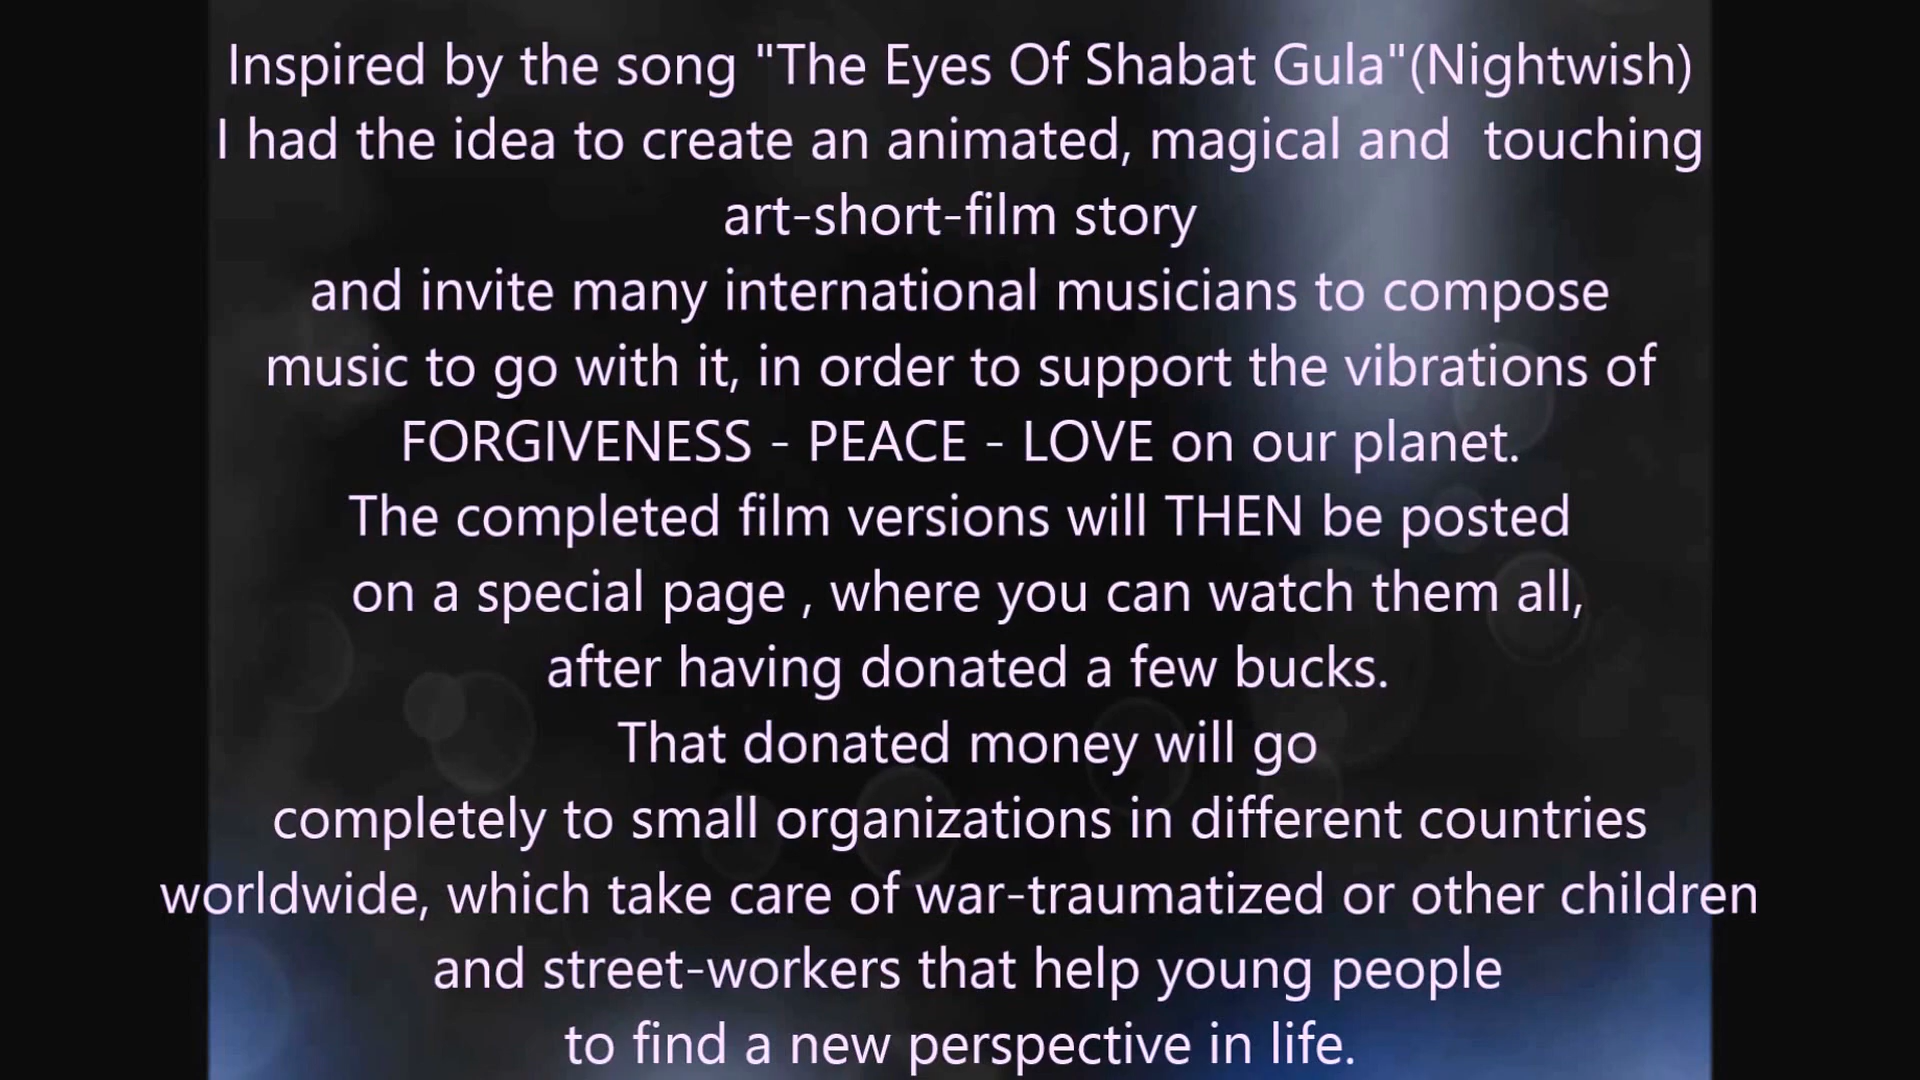 Inspired by the song "The Eyes Of Shabat Gula"(Nightwish)
I had the idea to create an animated, magical and  touching
art-short-film story
and invite many international musicians to compose
music to go with it, in order to support the vibrations of
FORGIVENESS - PEACE - LOVE on our planet.
The completed film versions will THEN be posted
on a special page , where you can watch them all,
after having donated a few bucks.
That donated money will go
completely to small organizations in different countries
worldwide, which take care of war-traumatized or other children
and street-workers that help young people
to find a new perspective in life.